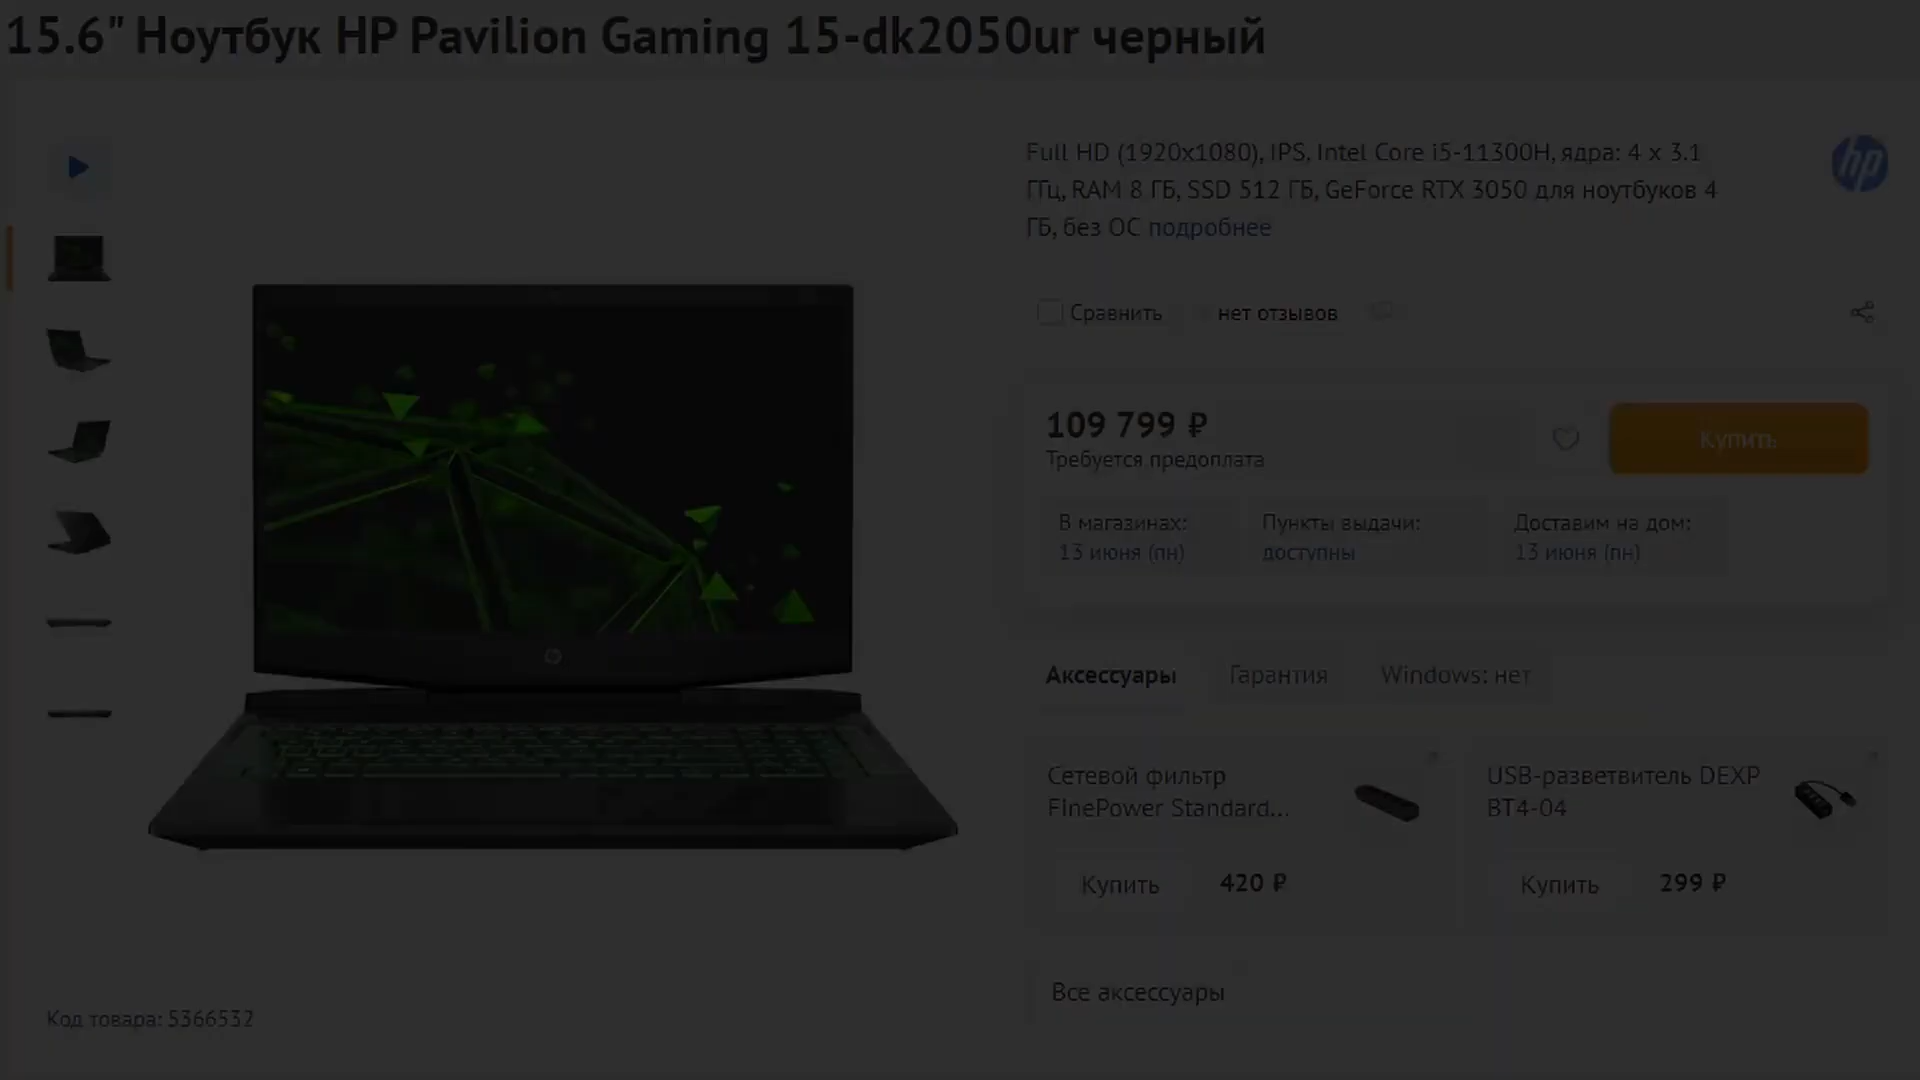 15.6" Ноутбук HP Pavilion Gaming 15-dk2050ur черный
Full HD (1920x1080), IPS, Intel Core i5-11300H, ядра: 4 x 3.1
ГГц, RAM 8 ГБ, SSD 512 ГБ, GeForce RTX 3050 для ноутбуков 4
ГБ, без ОС подробнее
hp
Сравнить
нет отзывов
109 799 ₽
Требуется предоплата
Купить
В магазинах:
13 июня (пн)
Пункты выдачи:
доступны
Доставим на дом:
13 июня (пн)
Аксессуары
Гарантия
Windows: нет
Сетевой фильтр
FinePower Standard...
Купить
420 ₽
USB-разветвитель DEXP
BT4-04
Купить
299 ₽
Все аксессуары
Код товара: 5366532